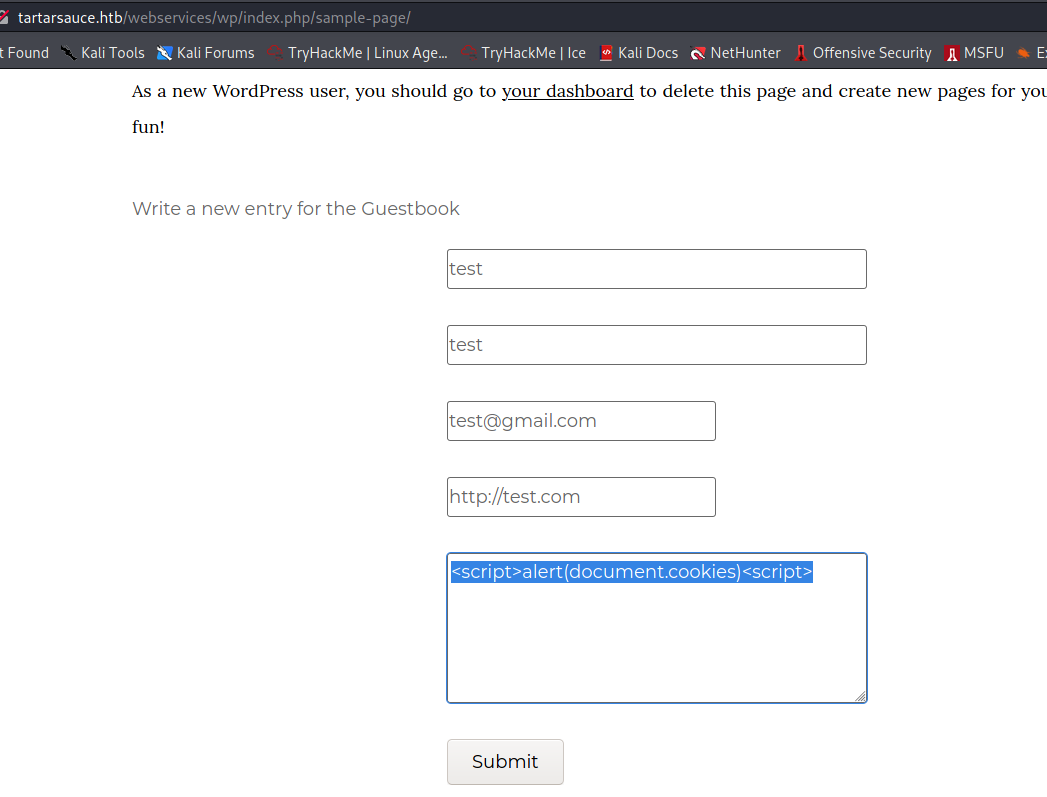 tartarsauce.htb/webservices/wp/index.php/sample-page/
t Found Kali Tools Kali Forums TryHackMe | Linux Age... TryHackMe | Ice Kali Docs NetHunter Offensive Security MSFU Ex
As a new WordPress user, you should go to your dashboard to delete this page and create new pages for you
fun!
Write a new entry for the Guestbook
test
test
test@gmail.com
http://test.com
<script>alert(document.cookies)<script>
Submit